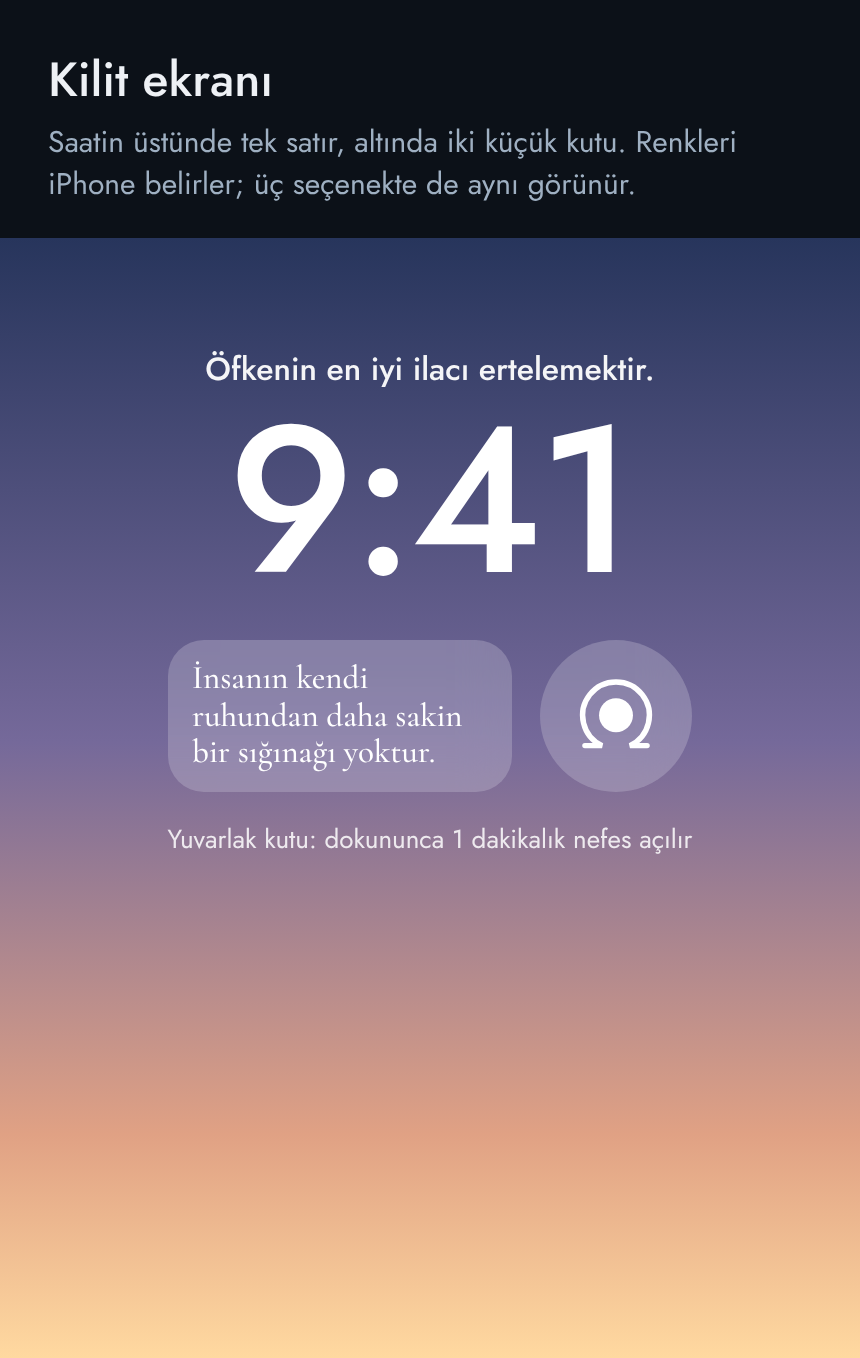 Kilit ekranı
Saatin üstünde tek satır, altında iki küçük kutu. Renkleri
iPhone belirler; üç seçenekte de aynı görünür.
Öfkenin en iyi ilacı ertelemektir.
9:41
İnsanın kendi
ruhundan daha sakin
bir sığınağı yoktur.
Yuvarlak kutu: dokununca 1 dakikalık nefes açılır